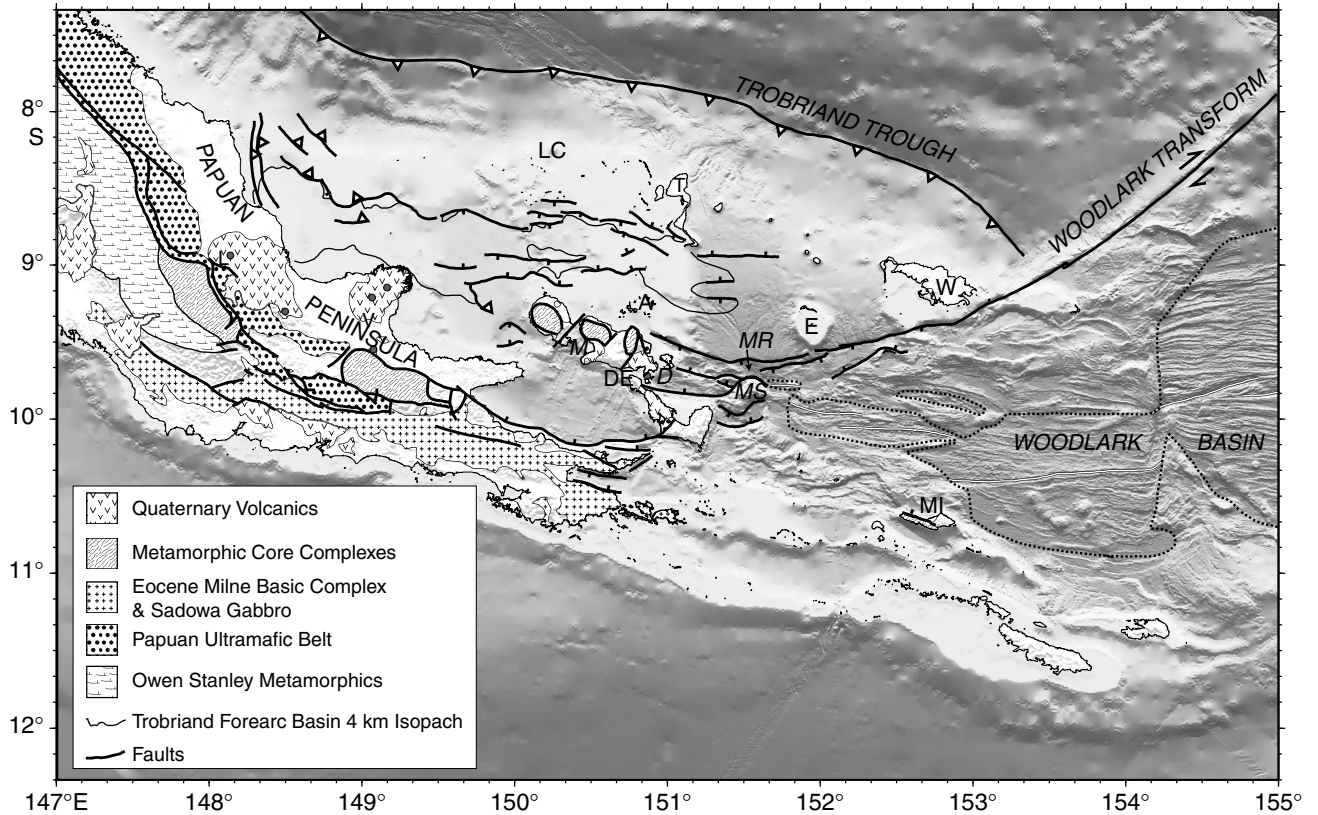 TROBRIAND TROUGH
WOODLARK TRANSFORM
8°
S
PAPUAN
LC
T
9°
L
W
PENINSULA
A
E
M
MR
DE
D
MS
10°
WOODLARK
BASIN
MI
Quaternary Volcanics
Metamorphic Core Complexes
Eocene Milne Basic Complex
& Sadowa Gabbro
Papuan Ultramafic Belt
Owen Stanley Metamorphics
Trobriand Forearc Basin 4 km Isopach
Faults
11°
12°
147°E
148°
149°
150°
151°
152°
153°
154°
155°